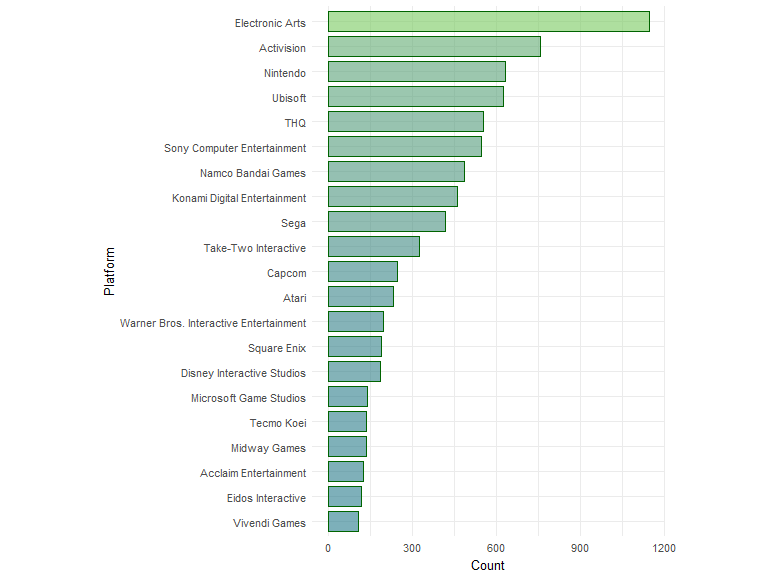 Electronic Arts
Activision
Nintendo
Ubisoft
THQ
Sony Computer Entertainment
Namco Bandai Games
Konami Digital Entertainment
Sega
Take-Two Interactive
Platform
Capcom
Atari
Warner Bros. Interactive Entertainment
Square Enix
Disney Interactive Studios
Microsoft Game Studios
Tecmo Koei
Midway Games
Acclaim Entertainment
Eidos Interactive
Vivendi Games
0 300 600 900 1200
Count